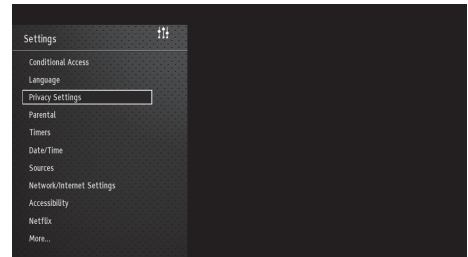 Settings
Conditional Access
Language
Privacy Settings
Parental
Timers
Date/Time
Sources
Network/Internet Settings
Accessibility
Netflix
More...